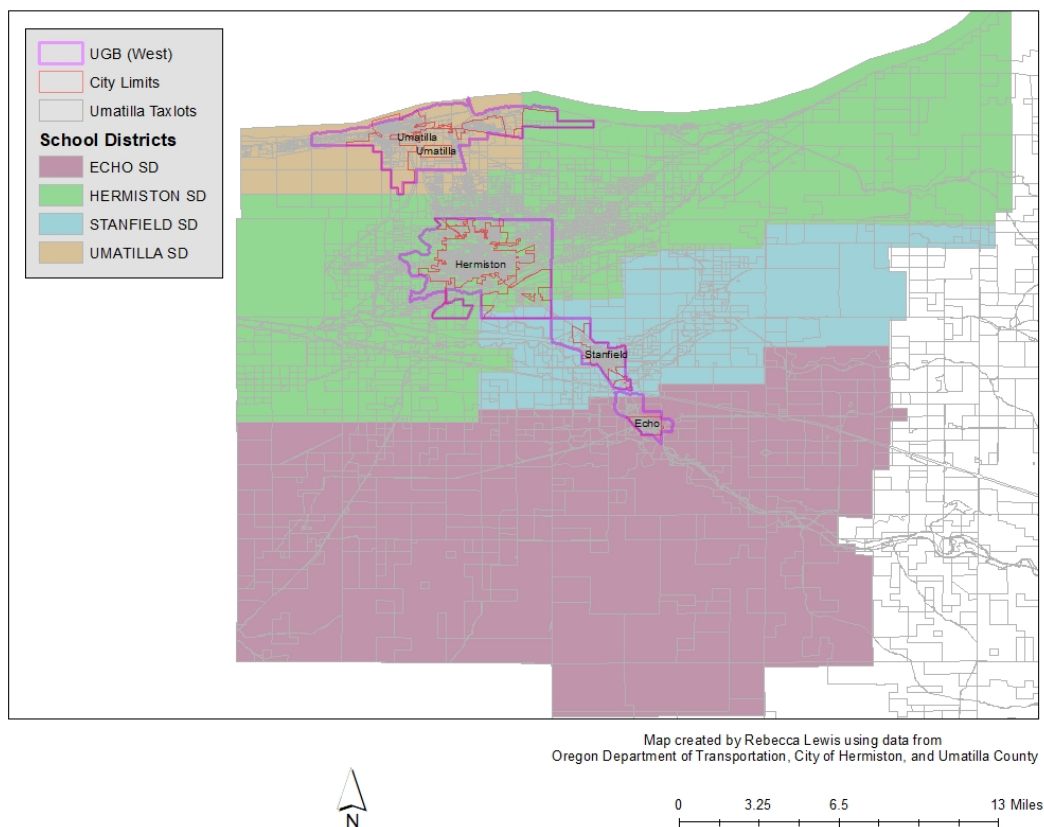 UGB (West)
City Limits
Umatilla Taxlots
School Districts
ECHO SD
HERMISTON SD
STANFIELD SD
UMATILLA SD
Umatilla
Umatilla
Hermiston
Stanfield
Echo
Map created by Rebecca Lewis using data from
Oregon Department of Transportation, City of Hermiston, and Umatilla County
N
0 3.25 6.5 13 Miles